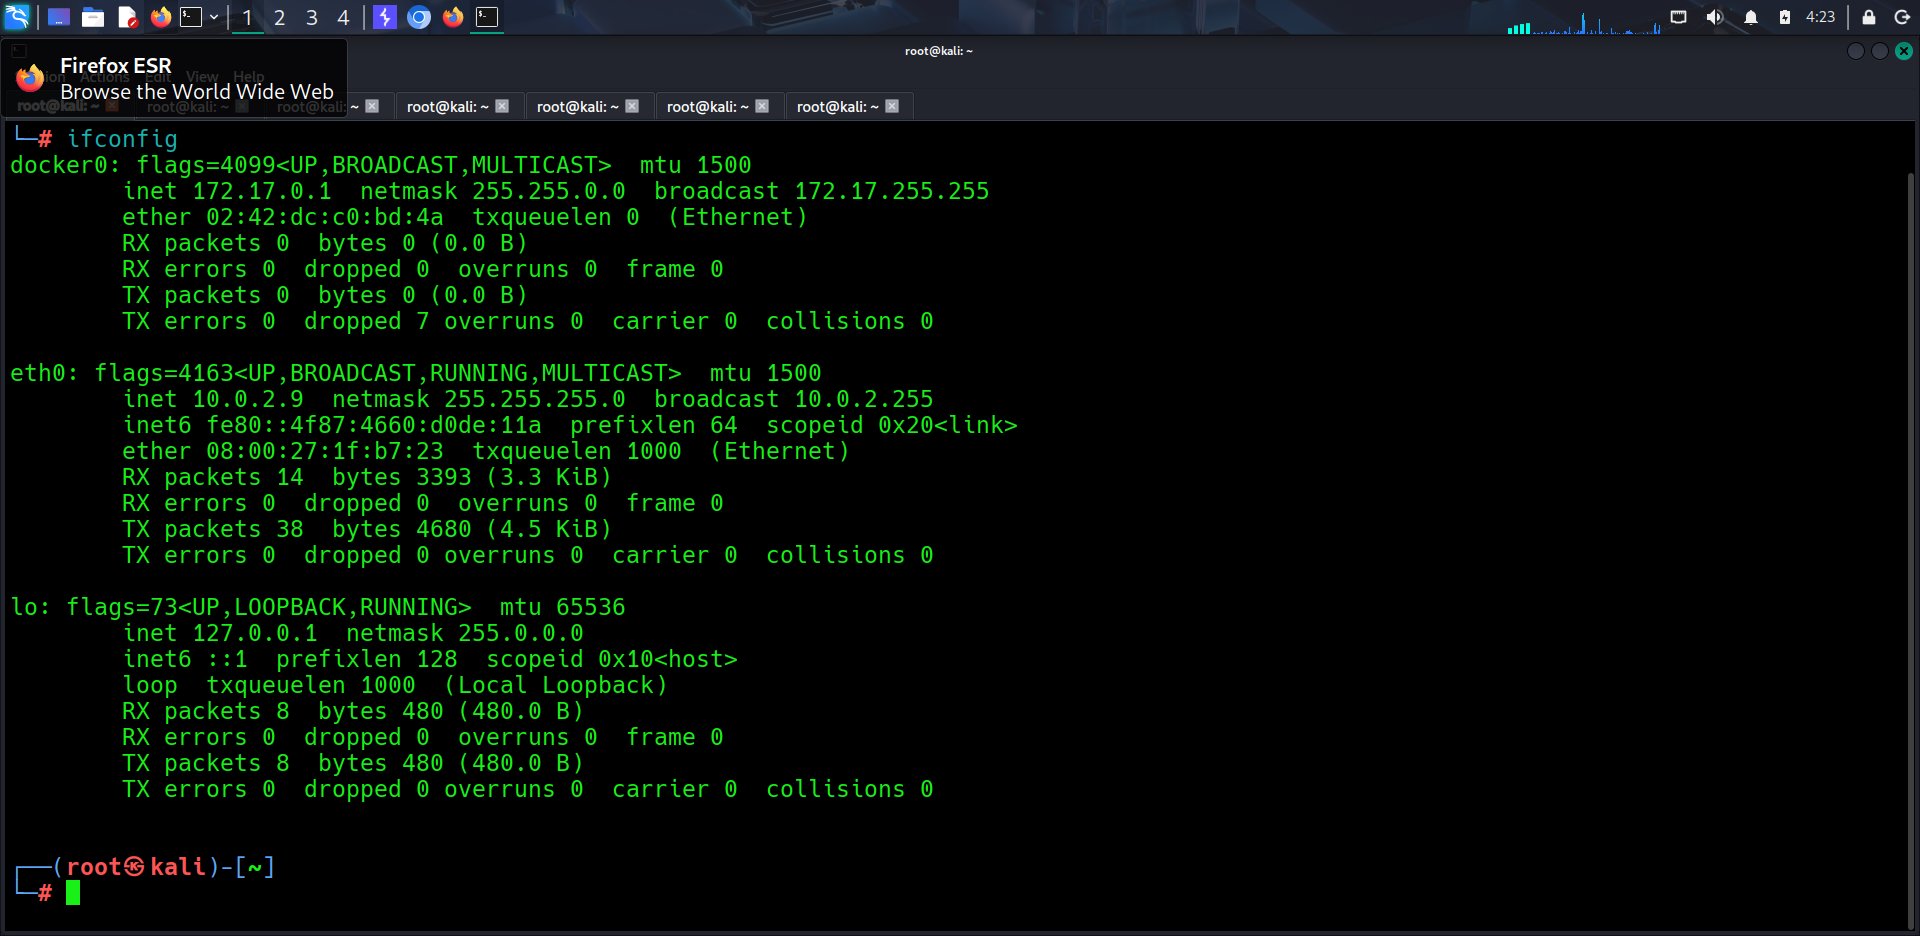 1 2 3 4 4:23
root@kali: ~
Firefox ESR
Actions Edit View Help
Browse the World Wide Web
root@kali: ~ root@kali: ~ root@kali: ~ root@kali: ~ root@kali: ~ root@kali: ~ root@kali: ~
└─# ifconfig
docker0: flags=4099<UP,BROADCAST,MULTICAST>  mtu 1500
        inet 172.17.0.1  netmask 255.255.0.0  broadcast 172.17.255.255
        ether 02:42:dc:c0:bd:4a  txqueuelen 0  (Ethernet)
        RX packets 0  bytes 0 (0.0 B)
        RX errors 0  dropped 0  overruns 0  frame 0
        TX packets 0  bytes 0 (0.0 B)
        TX errors 0  dropped 7 overruns 0  carrier 0  collisions 0
eth0: flags=4163<UP,BROADCAST,RUNNING,MULTICAST>  mtu 1500
        inet 10.0.2.9  netmask 255.255.255.0  broadcast 10.0.2.255
        inet6 fe80::4f87:4660:d0de:11a  prefixlen 64  scopeid 0x20<link>
        ether 08:00:27:1f:b7:23  txqueuelen 1000  (Ethernet)
        RX packets 14  bytes 3393 (3.3 KiB)
        RX errors 0  dropped 0  overruns 0  frame 0
        TX packets 38  bytes 4680 (4.5 KiB)
        TX errors 0  dropped 0 overruns 0  carrier 0  collisions 0
lo: flags=73<UP,LOOPBACK,RUNNING>  mtu 65536
        inet 127.0.0.1  netmask 255.0.0.0
        inet6 ::1  prefixlen 128  scopeid 0x10<host>
        loop  txqueuelen 1000  (Local Loopback)
        RX packets 8  bytes 480 (480.0 B)
        RX errors 0  dropped 0  overruns 0  frame 0
        TX packets 8  bytes 480 (480.0 B)
        TX errors 0  dropped 0 overruns 0  carrier 0  collisions 0
┌──(root㉿kali)-[~]
└─#